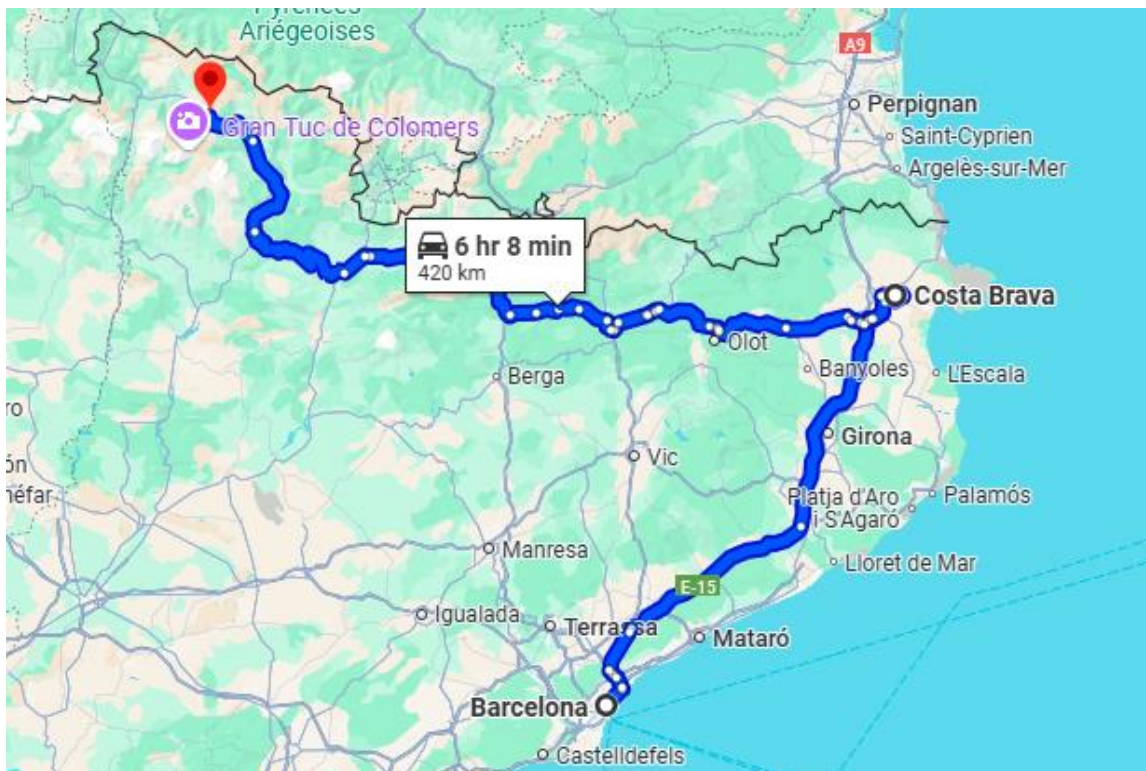 Pyrénées
Ariégeoises
A9
Perpignan
Saint-Cyprien
Argelès-sur-Mer
Gran Tuc de Colomers
6 hr 8 min
420 km
Costa Brava
Olot
Banyoles
L'Escala
Berga
Girona
Vic
Platja d'Aro
i S'Agaró
Palamós
Manresa
Lloret de Mar
E-15
Igualada
Terrassa
Mataró
Barcelona
Castelldefels